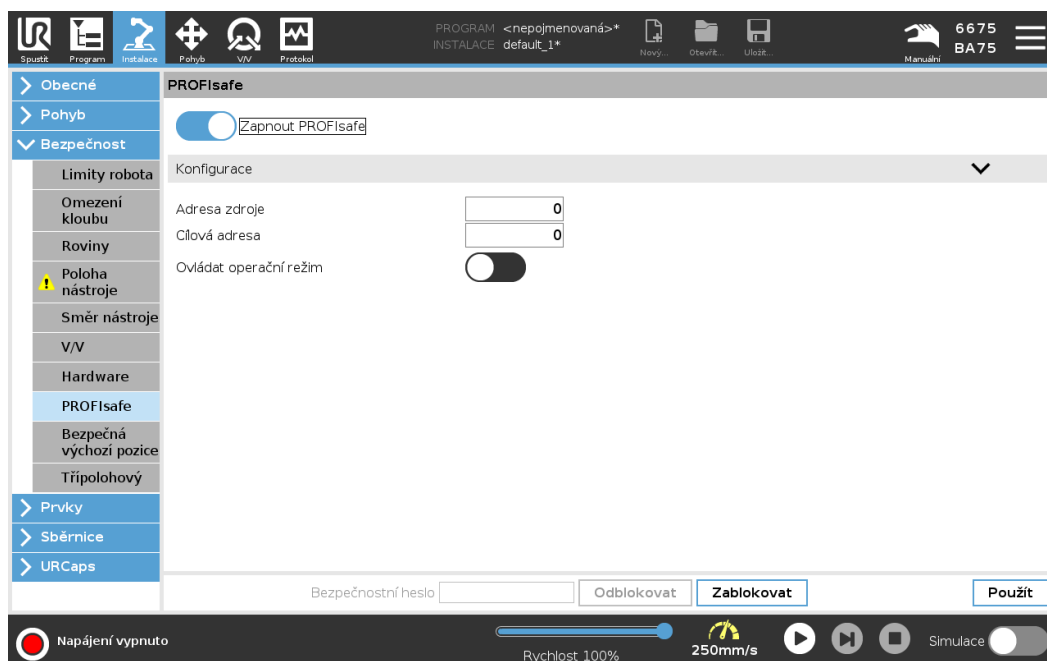 PROGRAM <nepojmenovaná>*
INSTALACE default_1*
Spustit Program Instalace Pohyb V/V Protokol
Nový... Otevřít... Uložit...
Manuální
6675
BA75
Obecné
Pohyb
Bezpečnost
Limity robota
Omezení
kloubu
Roviny
Poloha
nástroje
Směr nástroje
V/V
Hardware
PROFIsafe
Bezpečná
výchozí pozice
Třípolohový
Prvky
Sběrnice
URCaps
PROFIsafe
Zapnout PROFIsafe
Konfigurace
Adresa zdroje 0
Cílová adresa 0
Ovládat operační režim
Bezpečnostní heslo Odblokovat Zablokovat Použít
Napájení vypnuto
Rychlost 100%
250mm/s
Simulace